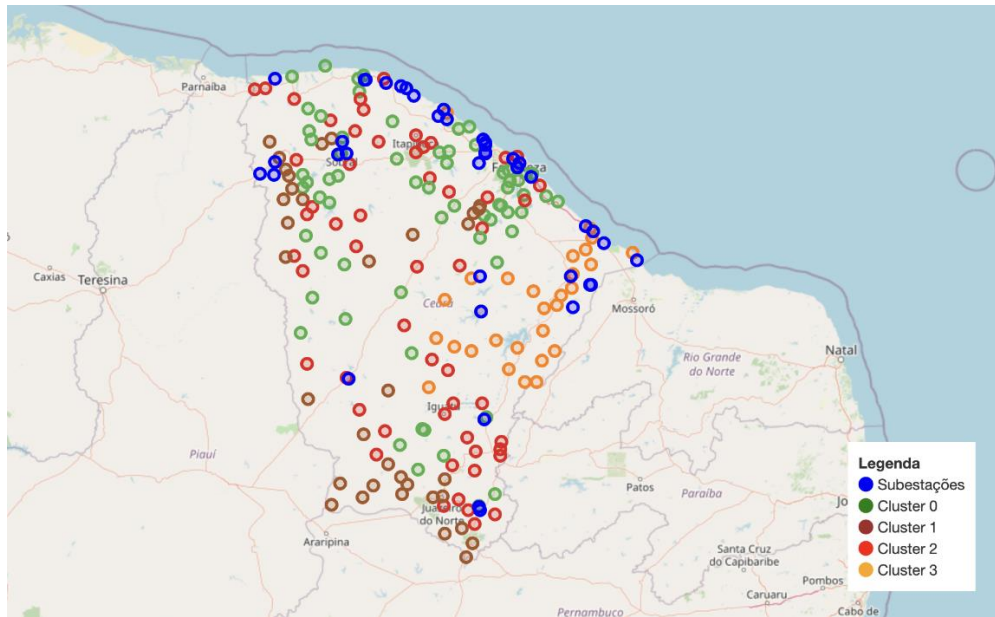 Parnaíba
Sobral
Fortaleza
Caxias
Teresina
Ceará
Mossoró
Natal
Rio Grande
do Norte
Iguatu
Piauí
Patos
Paraíba
Juazeiro
do Norte
Araripina
Santa Cruz
do Capibaribe
Pombos
Caruaru
Cabo de
Pernambuco
Legenda
Subestações
Cluster 0
Cluster 1
Cluster 2
Cluster 3